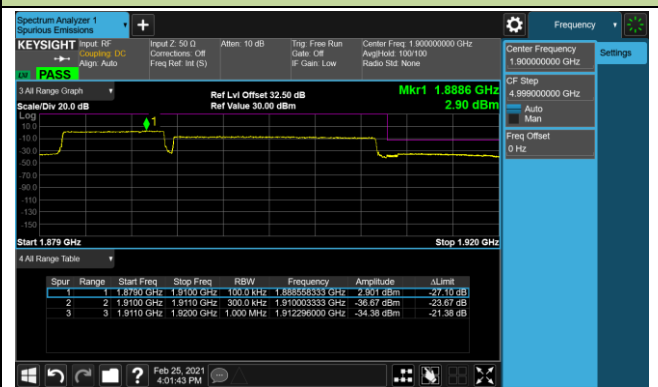 Spectrum Analyzer 1
Spurious Emissions
Frequency
KEYSIGHT
Input: RF
Coupling: DC
Align: Auto
Input Z: 50 Ω
Corrections: Off
Freq Ref: Int (S)
Atten: 10 dB
Trig: Free Run
Gate: Off
IF Gain: Low
Center Freq: 1.900000000 GHz
Avg|Hold: 100/100
Radio Std: None
PASS
3 All Range Graph
Scale/Div 20.0 dB
Ref Lvl Offset 32.50 dB
Ref Value 30.00 dBm
Mkr1 1.8886 GHz
2.90 dBm
Log
10.0
-10.0
-30.0
-50.0
-70.0
-90.0
-110
-130
-150
1
Start 1.879 GHz
Stop 1.920 GHz
4 All Range Table
Spur Range Start Freq Stop Freq RBW Frequency Amplitude ΔLimit
1 1 1.8790 GHz 1.9100 GHz 100.0 kHz 1.888558333 GHz 2.901 dBm -27.10 dB
2 2 1.9100 GHz 1.9110 GHz 300.0 kHz 1.910003333 GHz -36.67 dBm -23.67 dB
3 3 1.9110 GHz 1.9200 GHz 1.000 MHz 1.912296000 GHz -34.38 dBm -21.38 dB
Center Frequency
1.900000000 GHz
Settings
CF Step
4.999000000 GHz
Auto
Man
Freq Offset
0 Hz
Feb 25, 2021
4:01:43 PM